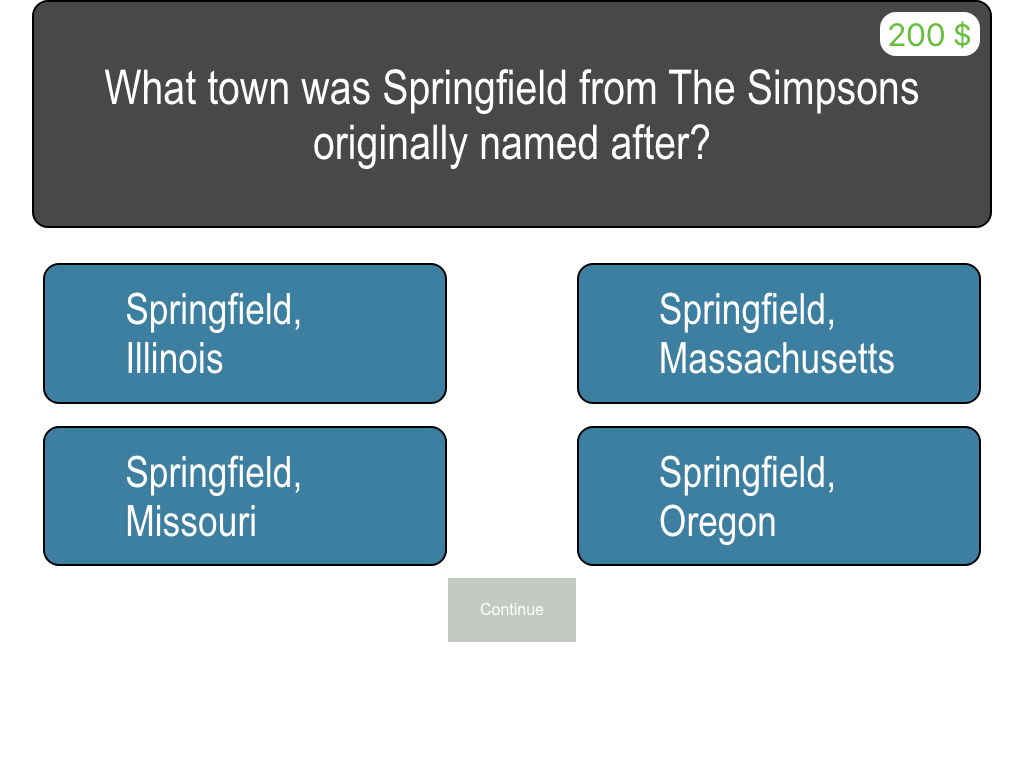 200 $
What town was Springfield from The Simpsons
originally named after?
Springfield,
Illinois
Springfield,
Massachusetts
Springfield,
Missouri
Springfield,
Oregon
Continue